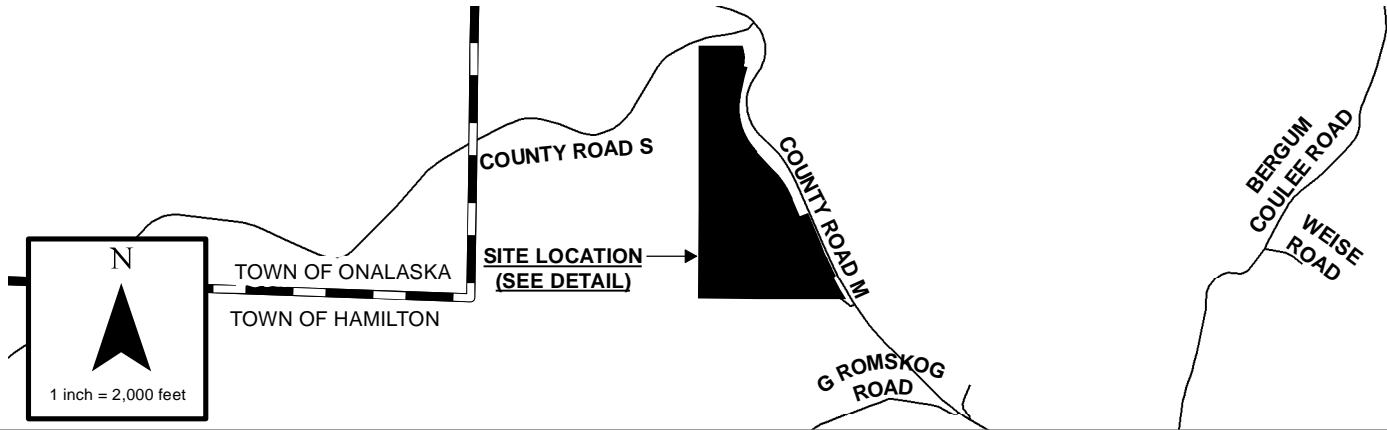 COUNTY ROAD S
COUNTY ROAD M
BERGUM
COULEE ROAD
WEISE
ROAD
N
TOWN OF ONALASKA
TOWN OF HAMILTON
SITE LOCATION
(SEE DETAIL)
1 inch = 2,000 feet
G ROMSKOG
ROAD